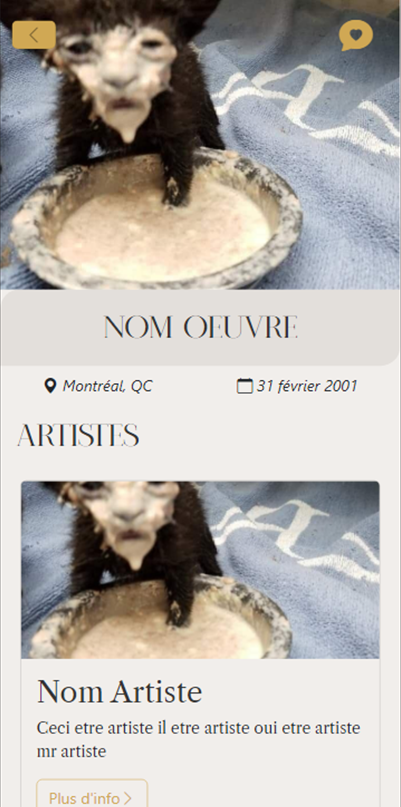 NOM OEUVRE
Montréal, QC
31 février 2001
ARTISTES
Nom Artiste
Ceci etre artiste il etre artiste oui etre artiste
mr artiste
Plus d'info